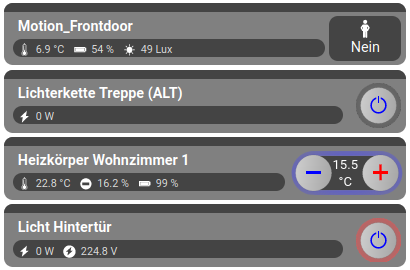 Motion_Frontdoor
6.9 °C 54 % 49 Lux
Nein
Lichterkette Treppe (ALT)
0 W
Heizkörper Wohnzimmer 1
22.8 °C 16.2 % 99 %
15.5
°C
Licht Hintertür
0 W 224.8 V